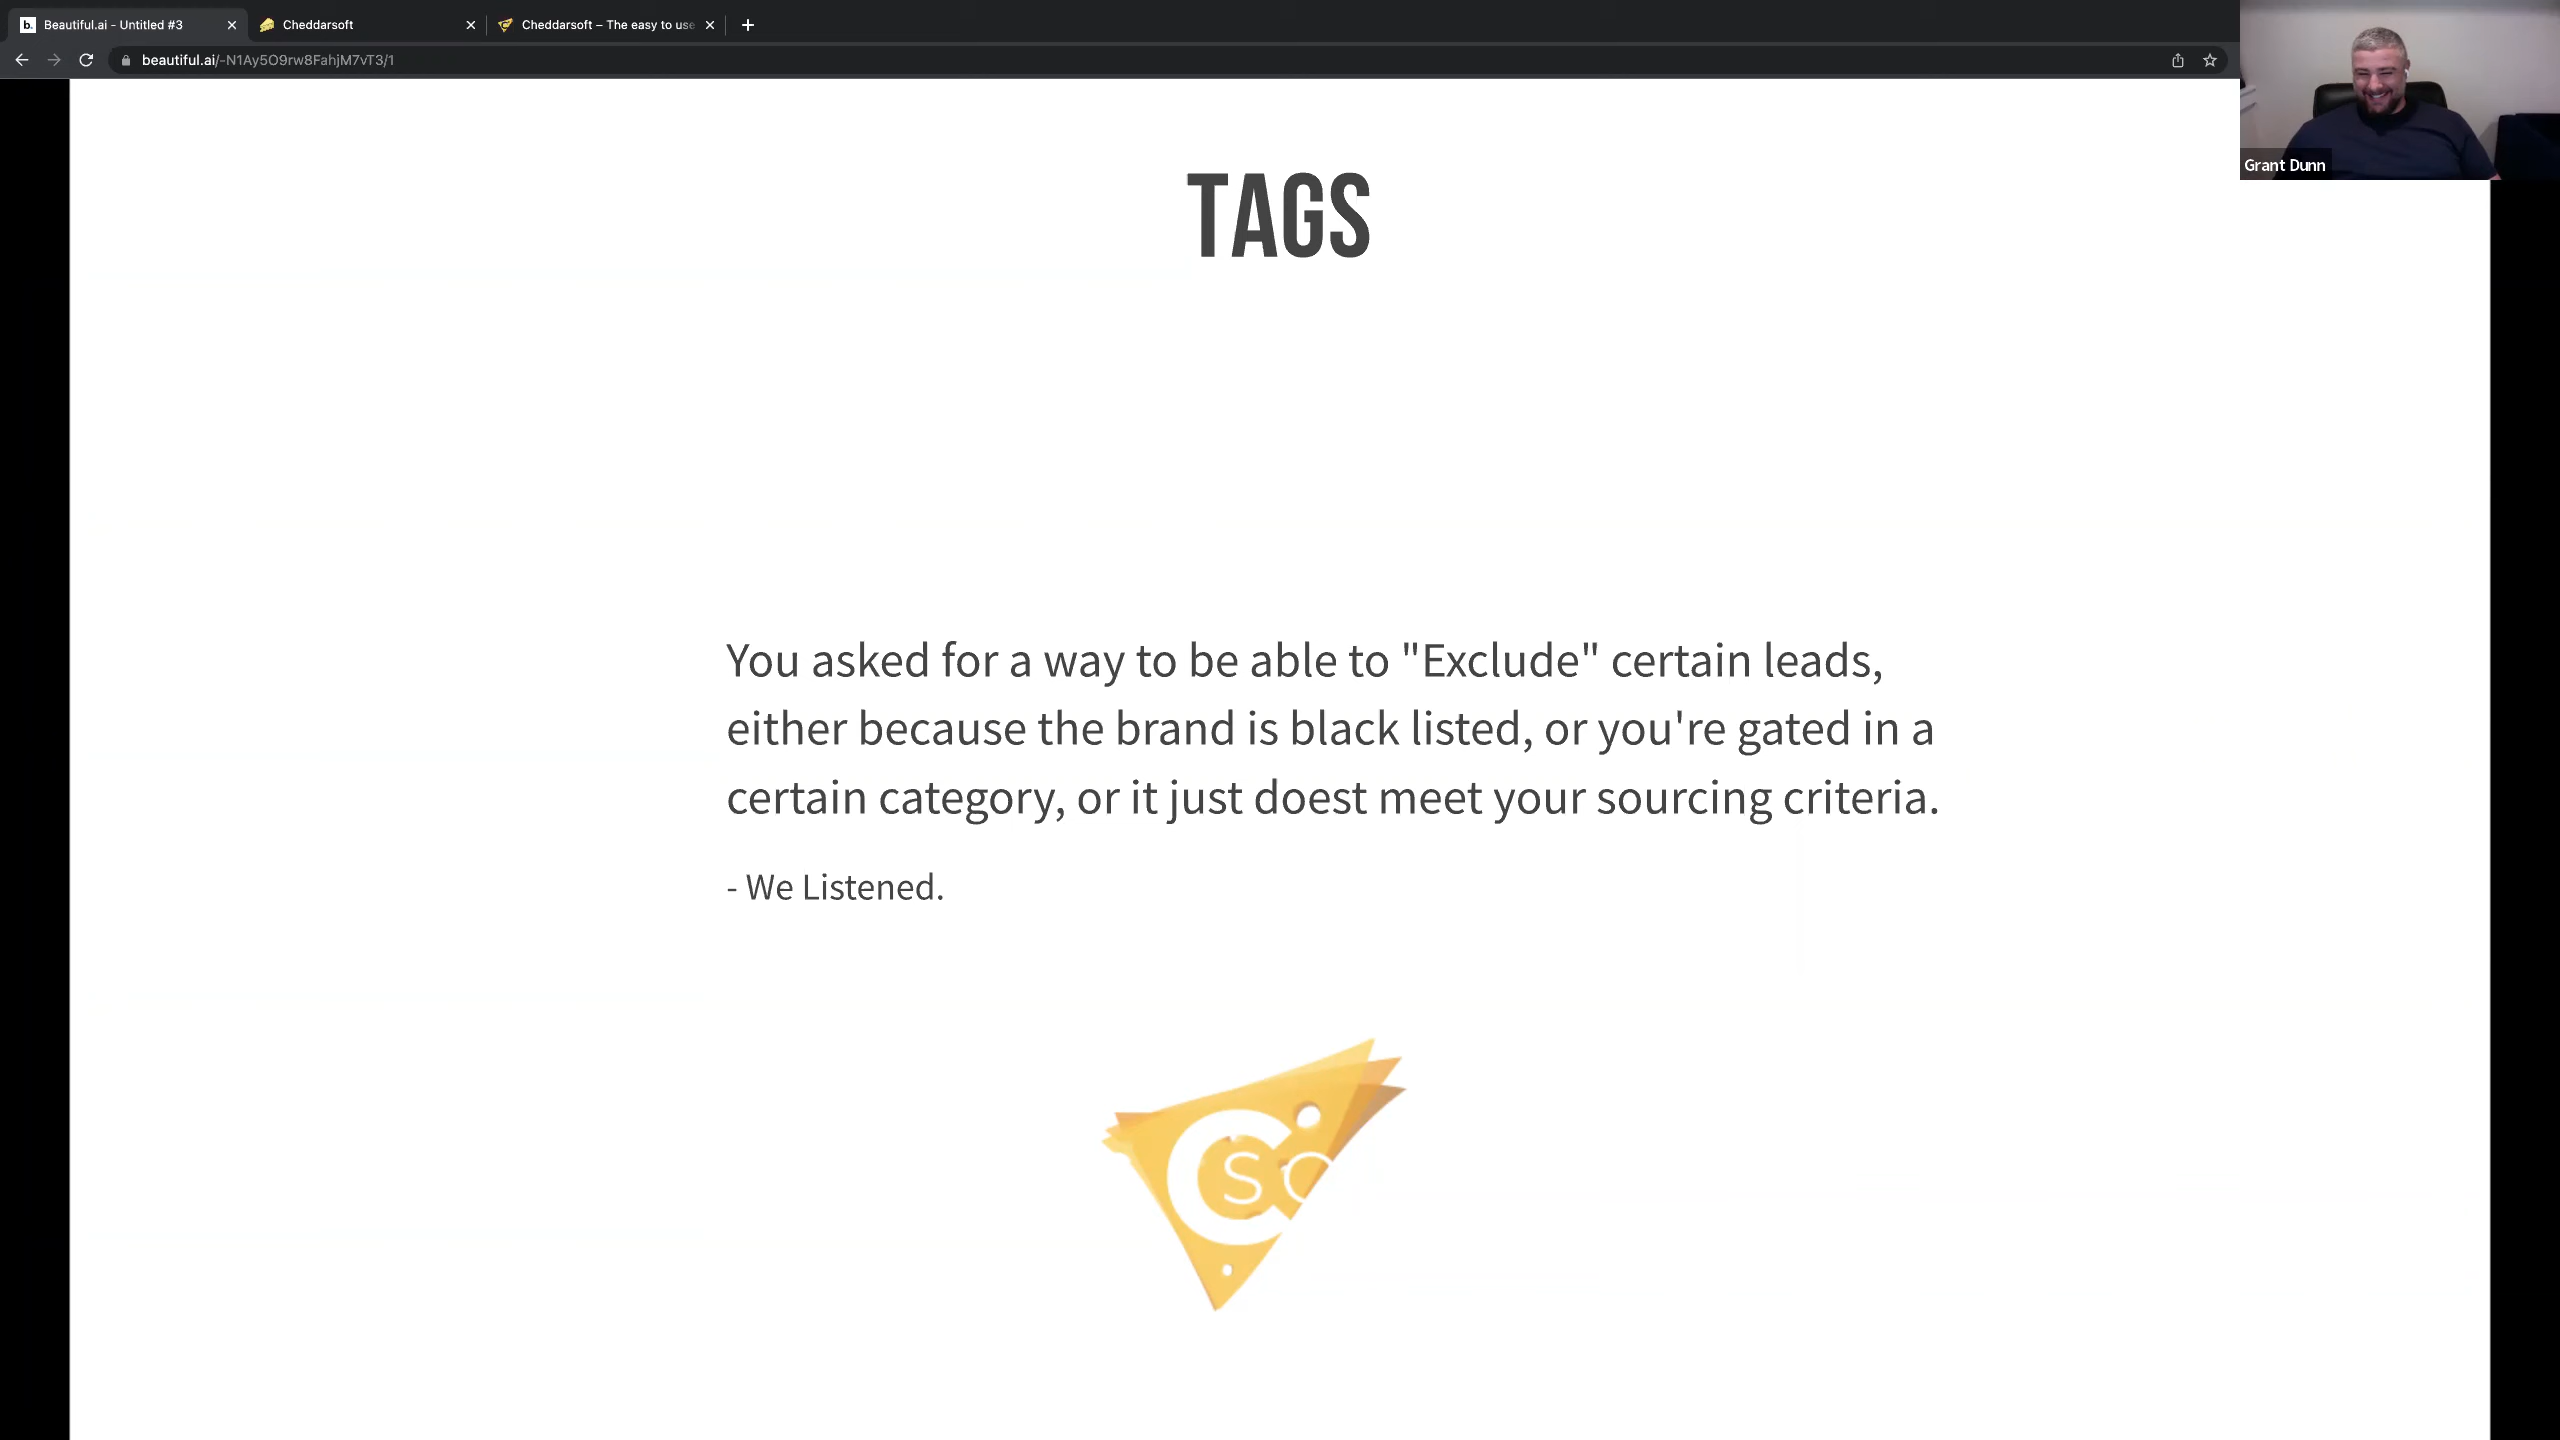 Beautiful.ai - Untitled #3
Cheddarsoft
Cheddarsoft – The easy to use
beautiful.ai/-N1Ay5O9rw8FahjM7vT3/1
Grant Dunn
TAGS
You asked for a way to be able to "Exclude" certain leads,
either because the brand is black listed, or you're gated in a
certain category, or it just doest meet your sourcing criteria.
- We Listened.
C so